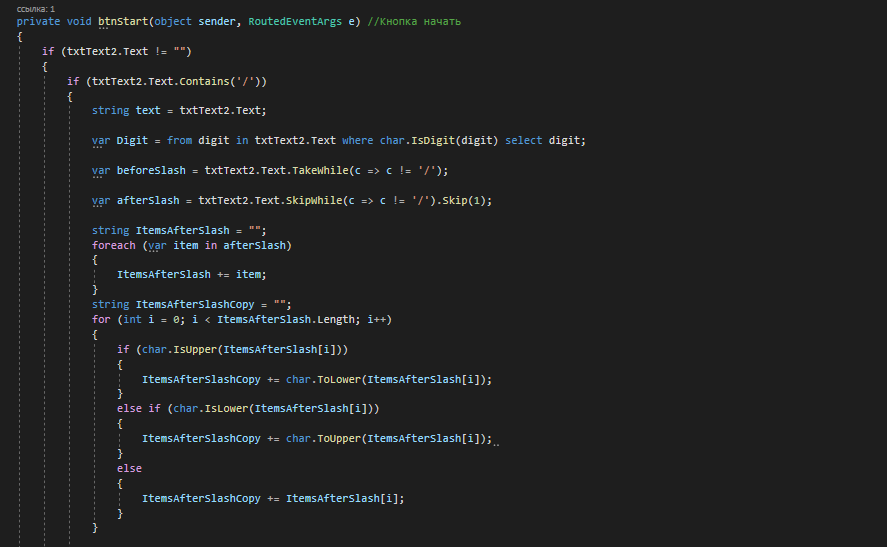 ссылка: 1
private void btnStart(object sender, RoutedEventArgs e) //Кнопка начать
{
    if (txtText2.Text != "")
    {
        if (txtText2.Text.Contains('/'))
        {
            string text = txtText2.Text;

            var Digit = from digit in txtText2.Text where char.IsDigit(digit) select digit;

            var beforeSlash = txtText2.Text.TakeWhile(c => c != '/');

            var afterSlash = txtText2.Text.SkipWhile(c => c != '/').Skip(1);

            string ItemsAfterSlash = "";
            foreach (var item in afterSlash)
            {
                ItemsAfterSlash += item;
            }
            string ItemsAfterSlashCopy = "";
            for (int i = 0; i < ItemsAfterSlash.Length; i++)
            {
                if (char.IsUpper(ItemsAfterSlash[i]))
                {
                    ItemsAfterSlashCopy += char.ToLower(ItemsAfterSlash[i]);
                }
                else if (char.IsLower(ItemsAfterSlash[i]))
                {
                    ItemsAfterSlashCopy += char.ToUpper(ItemsAfterSlash[i]);
                }
                else
                {
                    ItemsAfterSlashCopy += ItemsAfterSlash[i];
                }
            }